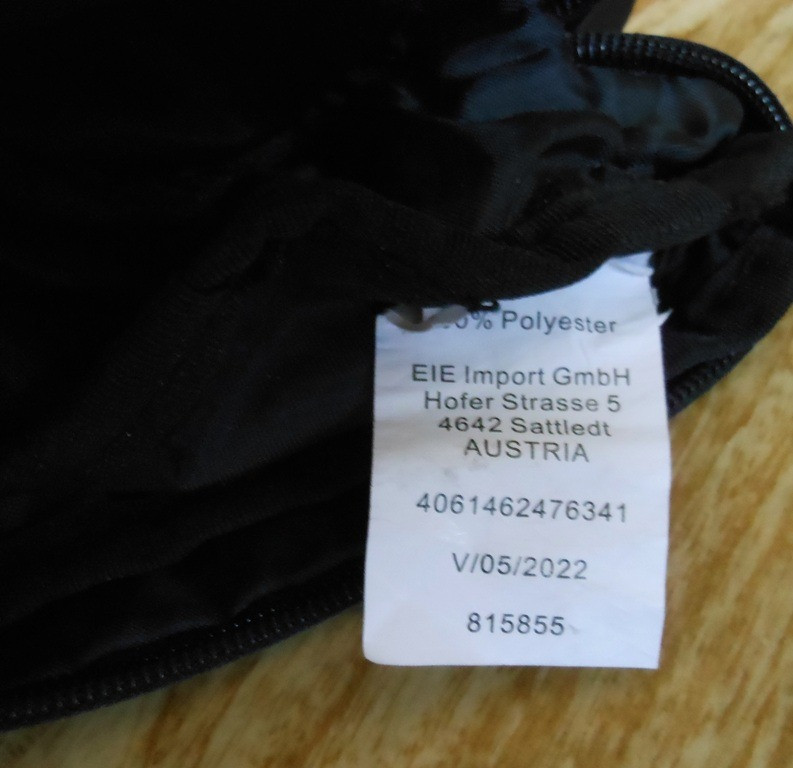 Polyester
EIE Import GmbH
Hofer Strasse 5
4642 Sattledt
AUSTRIA
4061462476341
V/05/2022
815855